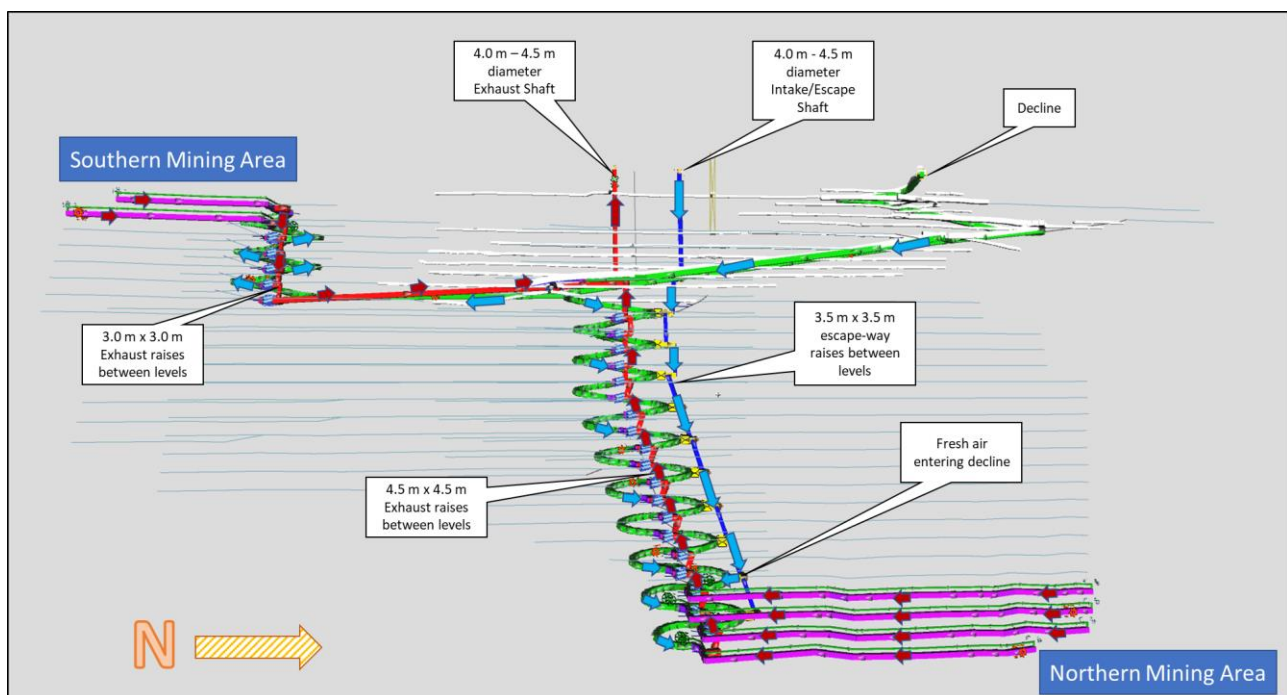 4.0 m – 4.5 m
diameter
Exhaust Shaft
4.0 m - 4.5 m
diameter
Intake/Escape
Shaft
Decline
Southern Mining Area
3.0 m x 3.0 m
Exhaust raises
between levels
3.5 m x 3.5 m
escape-way
raises between
levels
Fresh air
entering decline
4.5 m x 4.5 m
Exhaust raises
between levels
N
Northern Mining Area